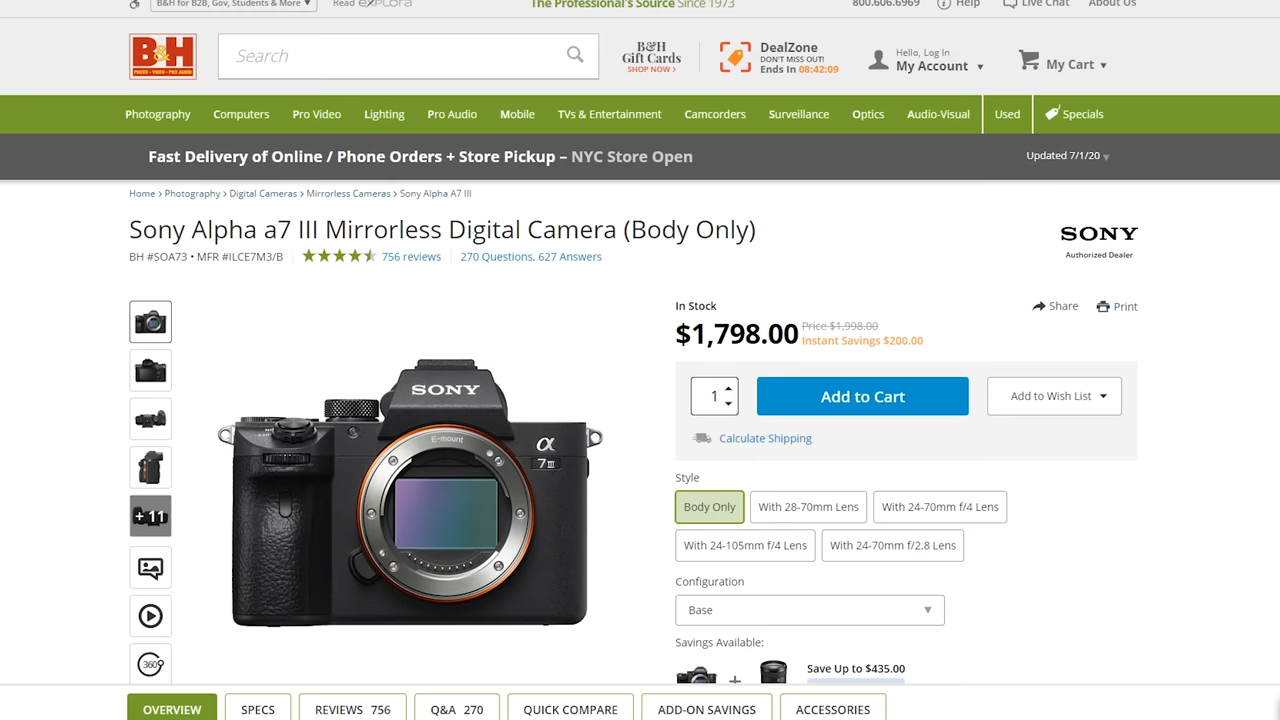 B&H for B2B, Gov, Students & More ▼
Read eXPLORA
The Professional's Source Since 1973
800.606.6969
Help
Live Chat
About Us
B&H
PHOTO · VIDEO · PRO AUDIO
Search
B&H
Gift Cards
SHOP NOW >
DealZone
DON'T MISS OUT!
Ends In 08:42:09
Hello, Log In
My Account ▼
My Cart ▼
Photography
Computers
Pro Video
Lighting
Pro Audio
Mobile
TVs & Entertainment
Camcorders
Surveillance
Optics
Audio-Visual
Used
Specials
Fast Delivery of Online / Phone Orders + Store Pickup – NYC Store Open
Updated 7/1/20 ▼
Home > Photography > Digital Cameras > Mirrorless Cameras > Sony Alpha A7 III
Sony Alpha a7 III Mirrorless Digital Camera (Body Only)
BH #SOA73 • MFR #ILCE7M3/B
756 reviews
270 Questions, 627 Answers
SONY
Authorized Dealer
In Stock
Share
Print
$1,798.00
Price $1,998.00
Instant Savings $200.00
1
Add to Cart
Add to Wish List
Calculate Shipping
Style
Body Only
With 28-70mm Lens
With 24-70mm f/4 Lens
With 24-105mm f/4 Lens
With 24-70mm f/2.8 Lens
Configuration
Base
Savings Available:
+
Save Up to $435.00
+ 11
360°
SONY
E-mount
α
7III
OVERVIEW
SPECS
REVIEWS 756
Q&A 270
QUICK COMPARE
ADD-ON SAVINGS
ACCESSORIES